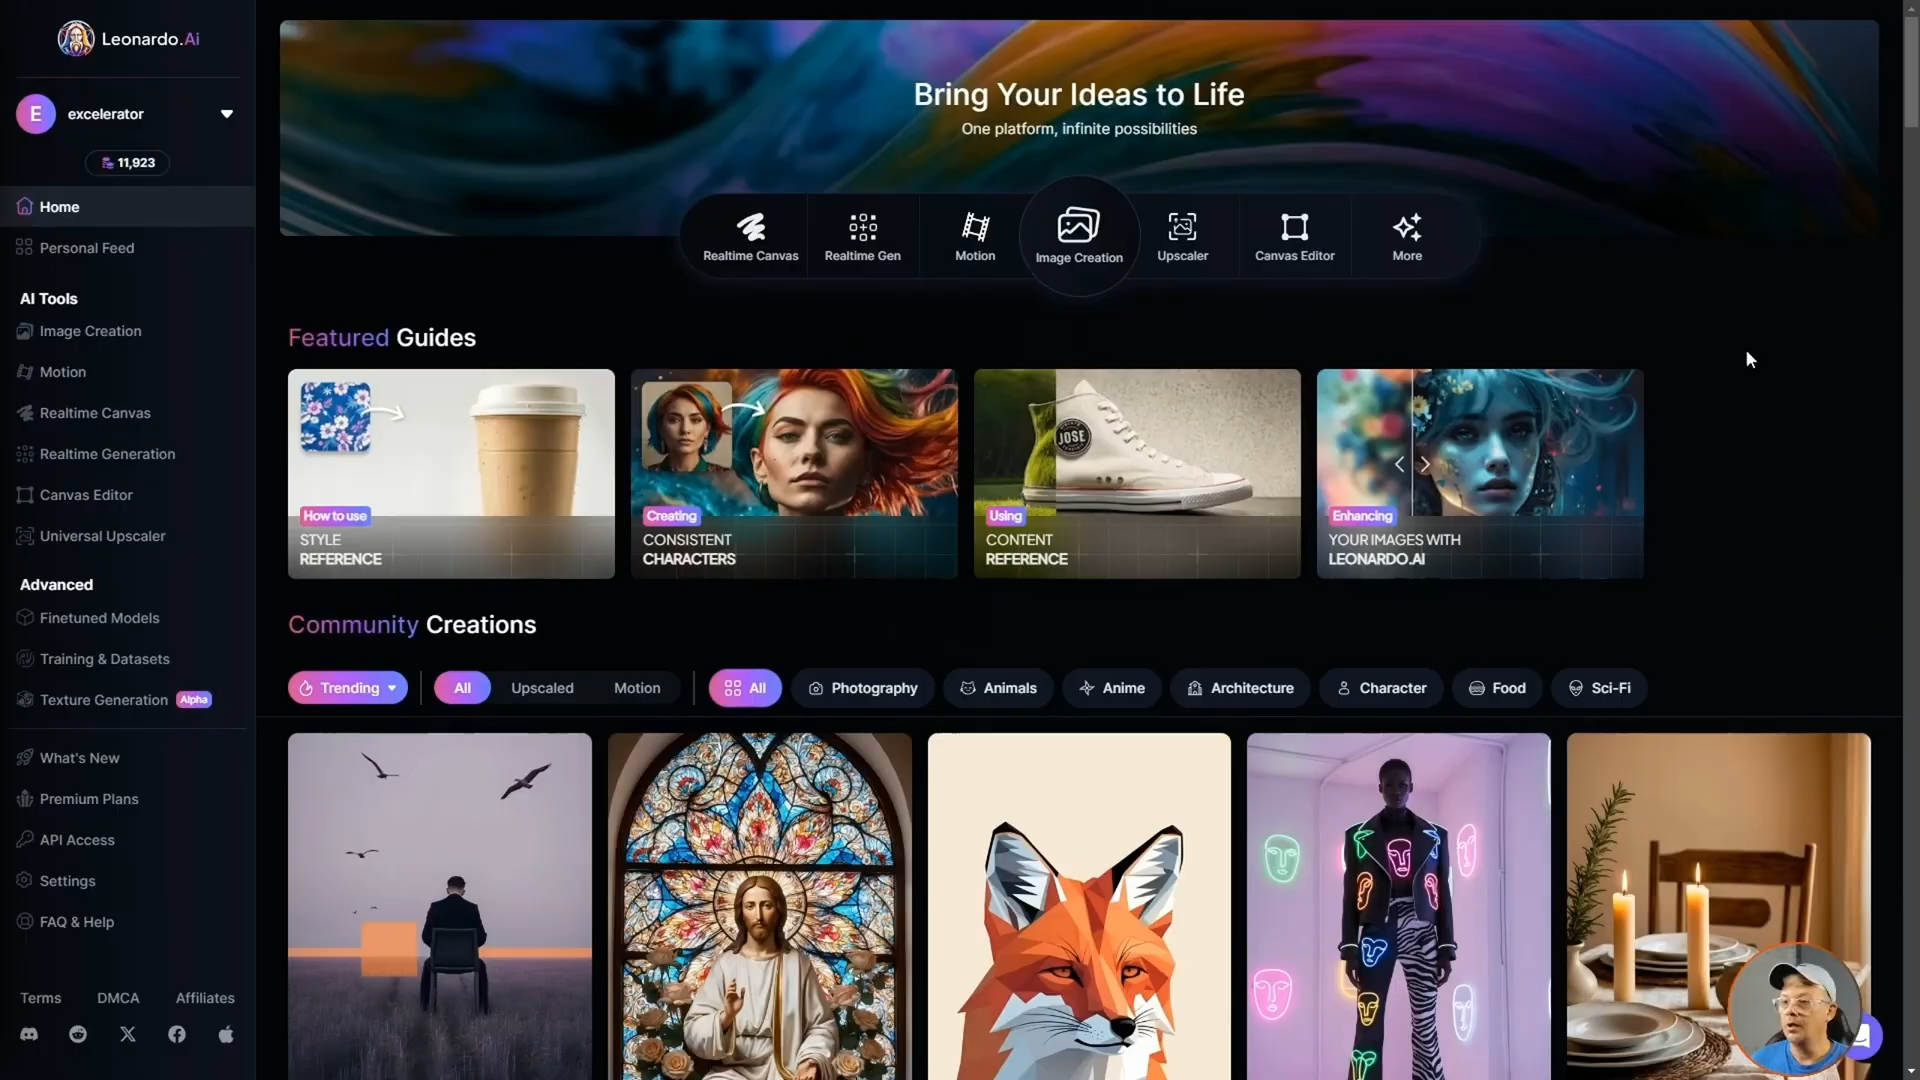 Leonardo.Ai
E
excelerator
11,923
Home
Personal Feed
AI Tools
Image Creation
Motion
Realtime Canvas
Realtime Generation
Canvas Editor
Universal Upscaler
Advanced
Finetuned Models
Training & Datasets
Texture Generation Alpha
What's New
Premium Plans
API Access
Settings
FAQ & Help
Terms DMCA Affiliates
Bring Your Ideas to Life
One platform, infinite possibilities
Realtime Canvas
Realtime Gen
Motion
Image Creation
Upscaler
Canvas Editor
More
Featured Guides
How to use
STYLE
REFERENCE
Creating
CONSISTENT
CHARACTERS
JOSE
Using
CONTENT
REFERENCE
Enhancing
YOUR IMAGES WITH
LEONARDO.AI
Community Creations
Trending All Upscaled Motion All Photography Animals Anime Architecture Character Food Sci-Fi